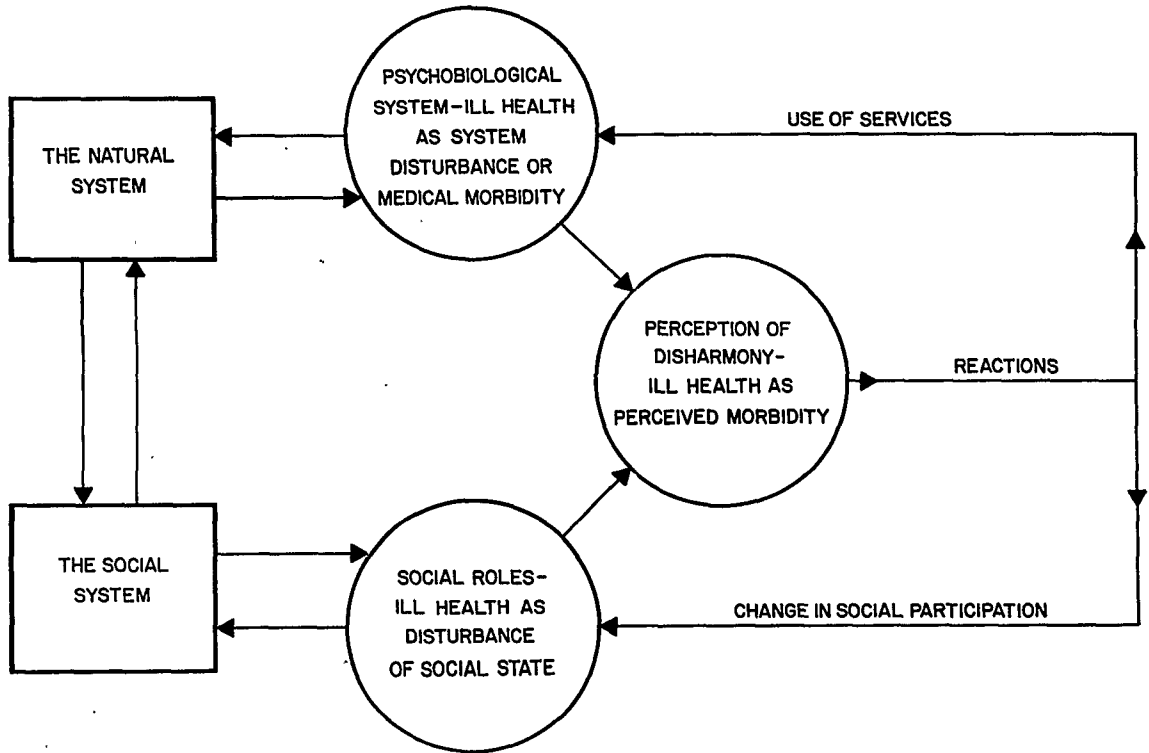 PSYCHOBIOLOGICAL
SYSTEM-ILL HEALTH
AS SYSTEM
DISTURBANCE OR
MEDICAL MORBIDITY
THE NATURAL
SYSTEM
USE OF SERVICES
PERCEPTION OF
DISHARMONY-
ILL HEALTH AS
PERCEIVED MORBIDITY
REACTIONS
THE SOCIAL
SYSTEM
SOCIAL ROLES-
ILL HEALTH AS
DISTURBANCE
OF SOCIAL STATE
CHANGE IN SOCIAL PARTICIPATION